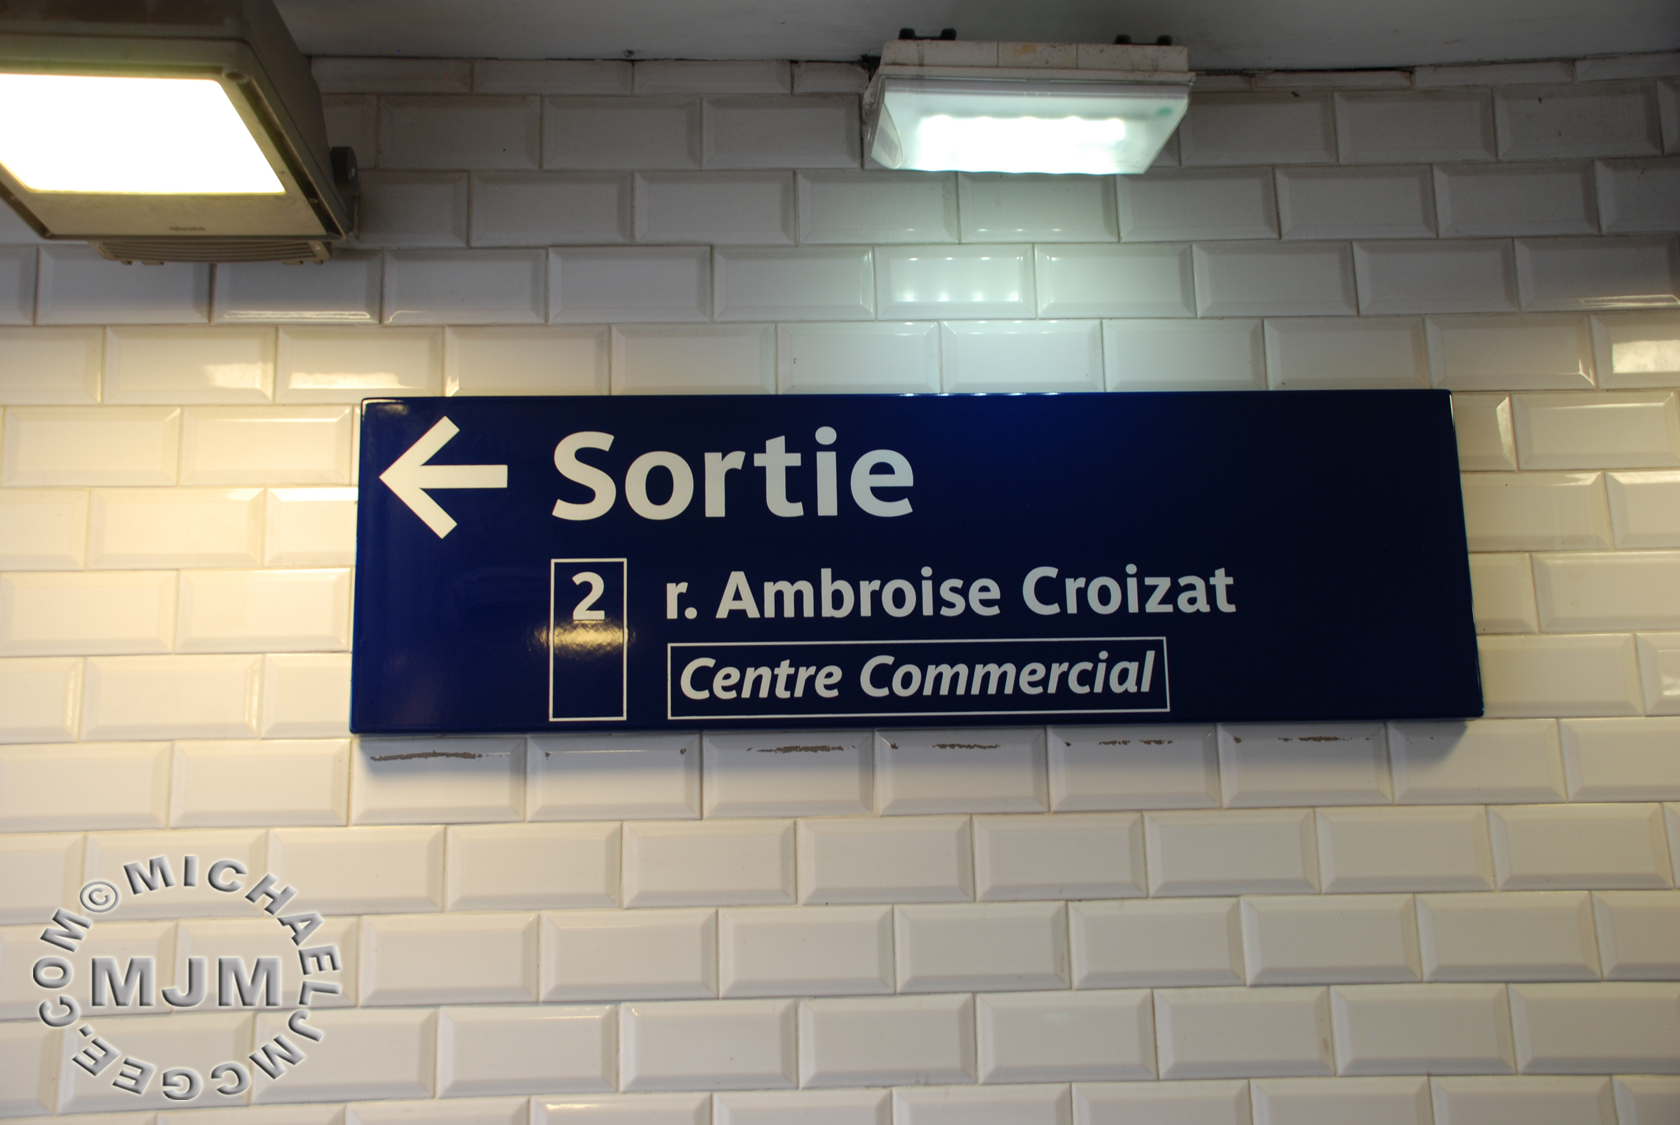 ← Sortie
2 r. Ambroise Croizat
Centre Commercial
© MICHAELJMCGEE.COM
MJM